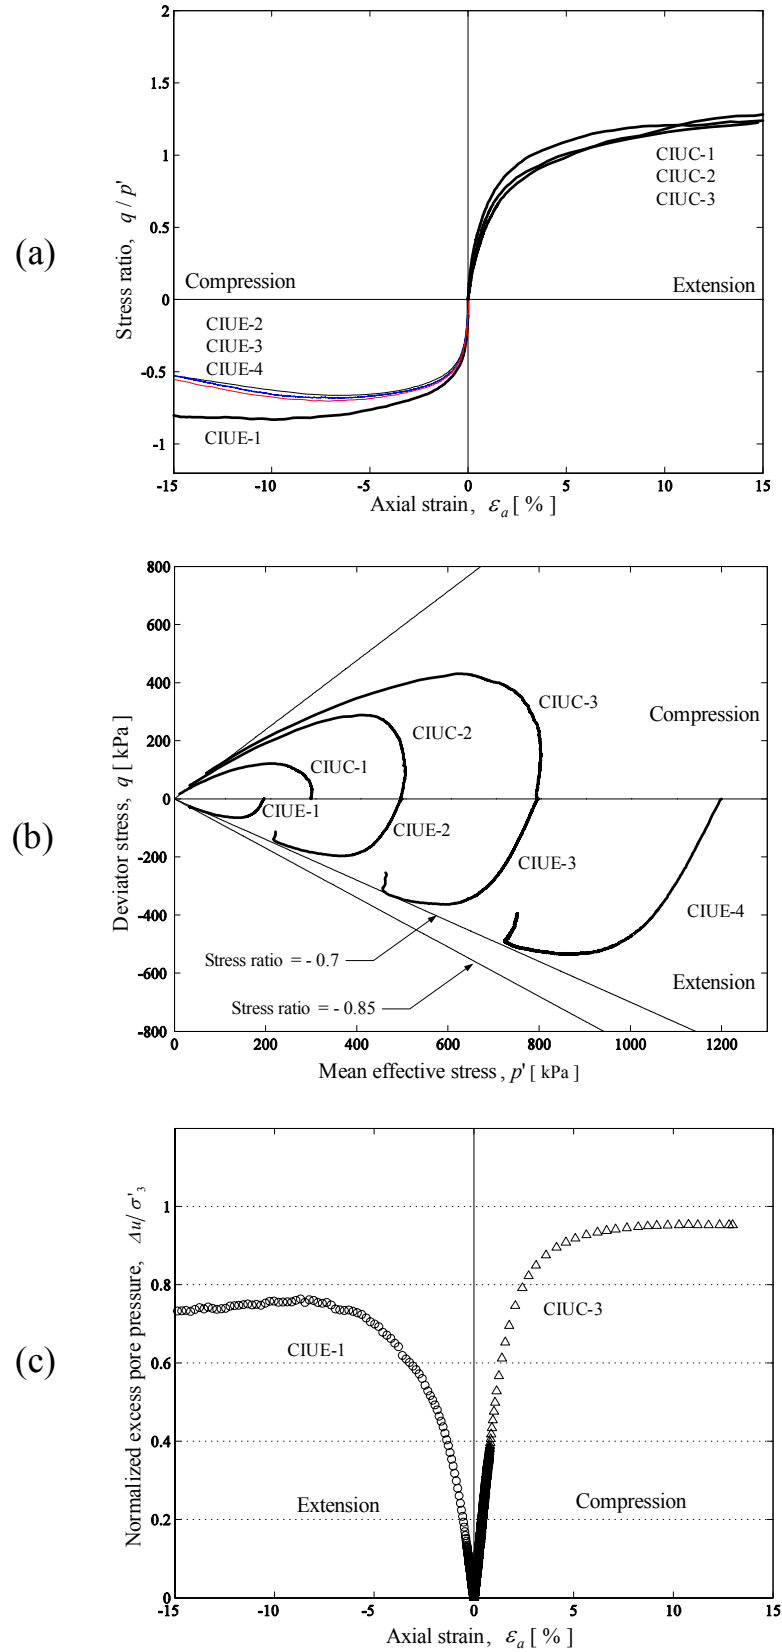 (a)
Stress ratio, q / p'
2
1.5
1
0.5
0
-0.5
-1
Compression
Extension
CIUC-1
CIUC-2
CIUC-3
CIUE-2
CIUE-3
CIUE-4
CIUE-1
-15 -10 -5 0 5 10 15
Axial strain, εa [ % ]
(b)
Deviator stress, q [ kPa]
800
600
400
200
0
-200
-400
-600
-800
CIUC-3
Compression
CIUC-2
CIUC-1
CIUE-1
CIUE-2
CIUE-3
CIUE-4
Stress ratio = - 0.7
Extension
Stress ratio = - 0.85
0 200 400 600 800 1000 1200
Mean effective stress, p' [ kPa]
(c)
Normalized excess pore pressure, Δu/ σ'3
1
0.8
0.6
0.4
0.2
0
CIUC-3
CIUE-1
Extension
Compression
-15 -10 -5 0 5 10 15
Axial strain, εa [ % ]